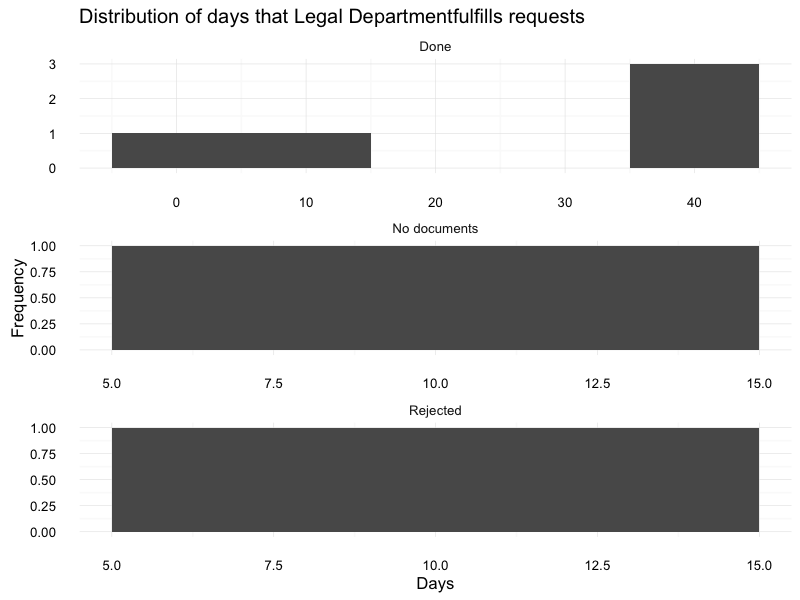 Distribution of days that Legal Departmentfulfills requests
Done
3
2
1
0
0 10 20 30 40
No documents
1.00
0.75
0.50
0.25
0.00
5.0 7.5 10.0 12.5 15.0
Frequency
Rejected
1.00
0.75
0.50
0.25
0.00
5.0 7.5 10.0 12.5 15.0
Days